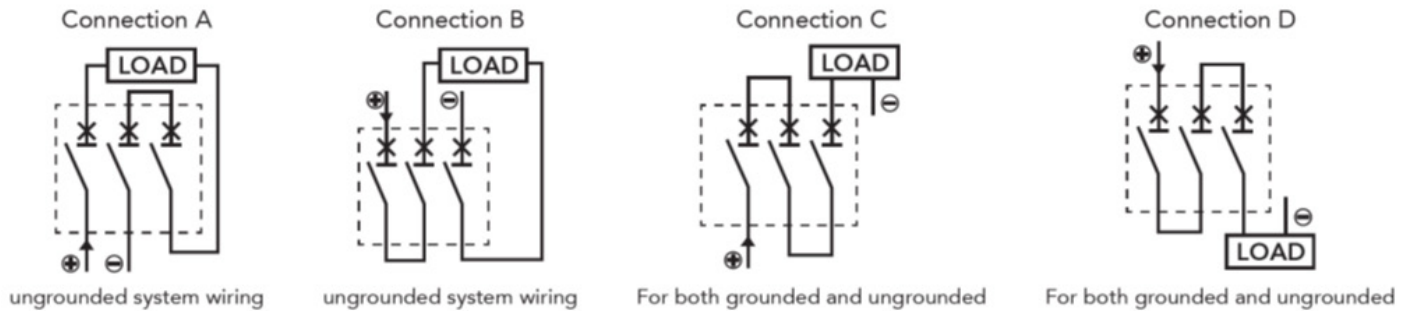 Connection A
Connection B
Connection C
Connection D
LOAD
LOAD
LOAD
LOAD
ungrounded system wiring
ungrounded system wiring
For both grounded and ungrounded
For both grounded and ungrounded